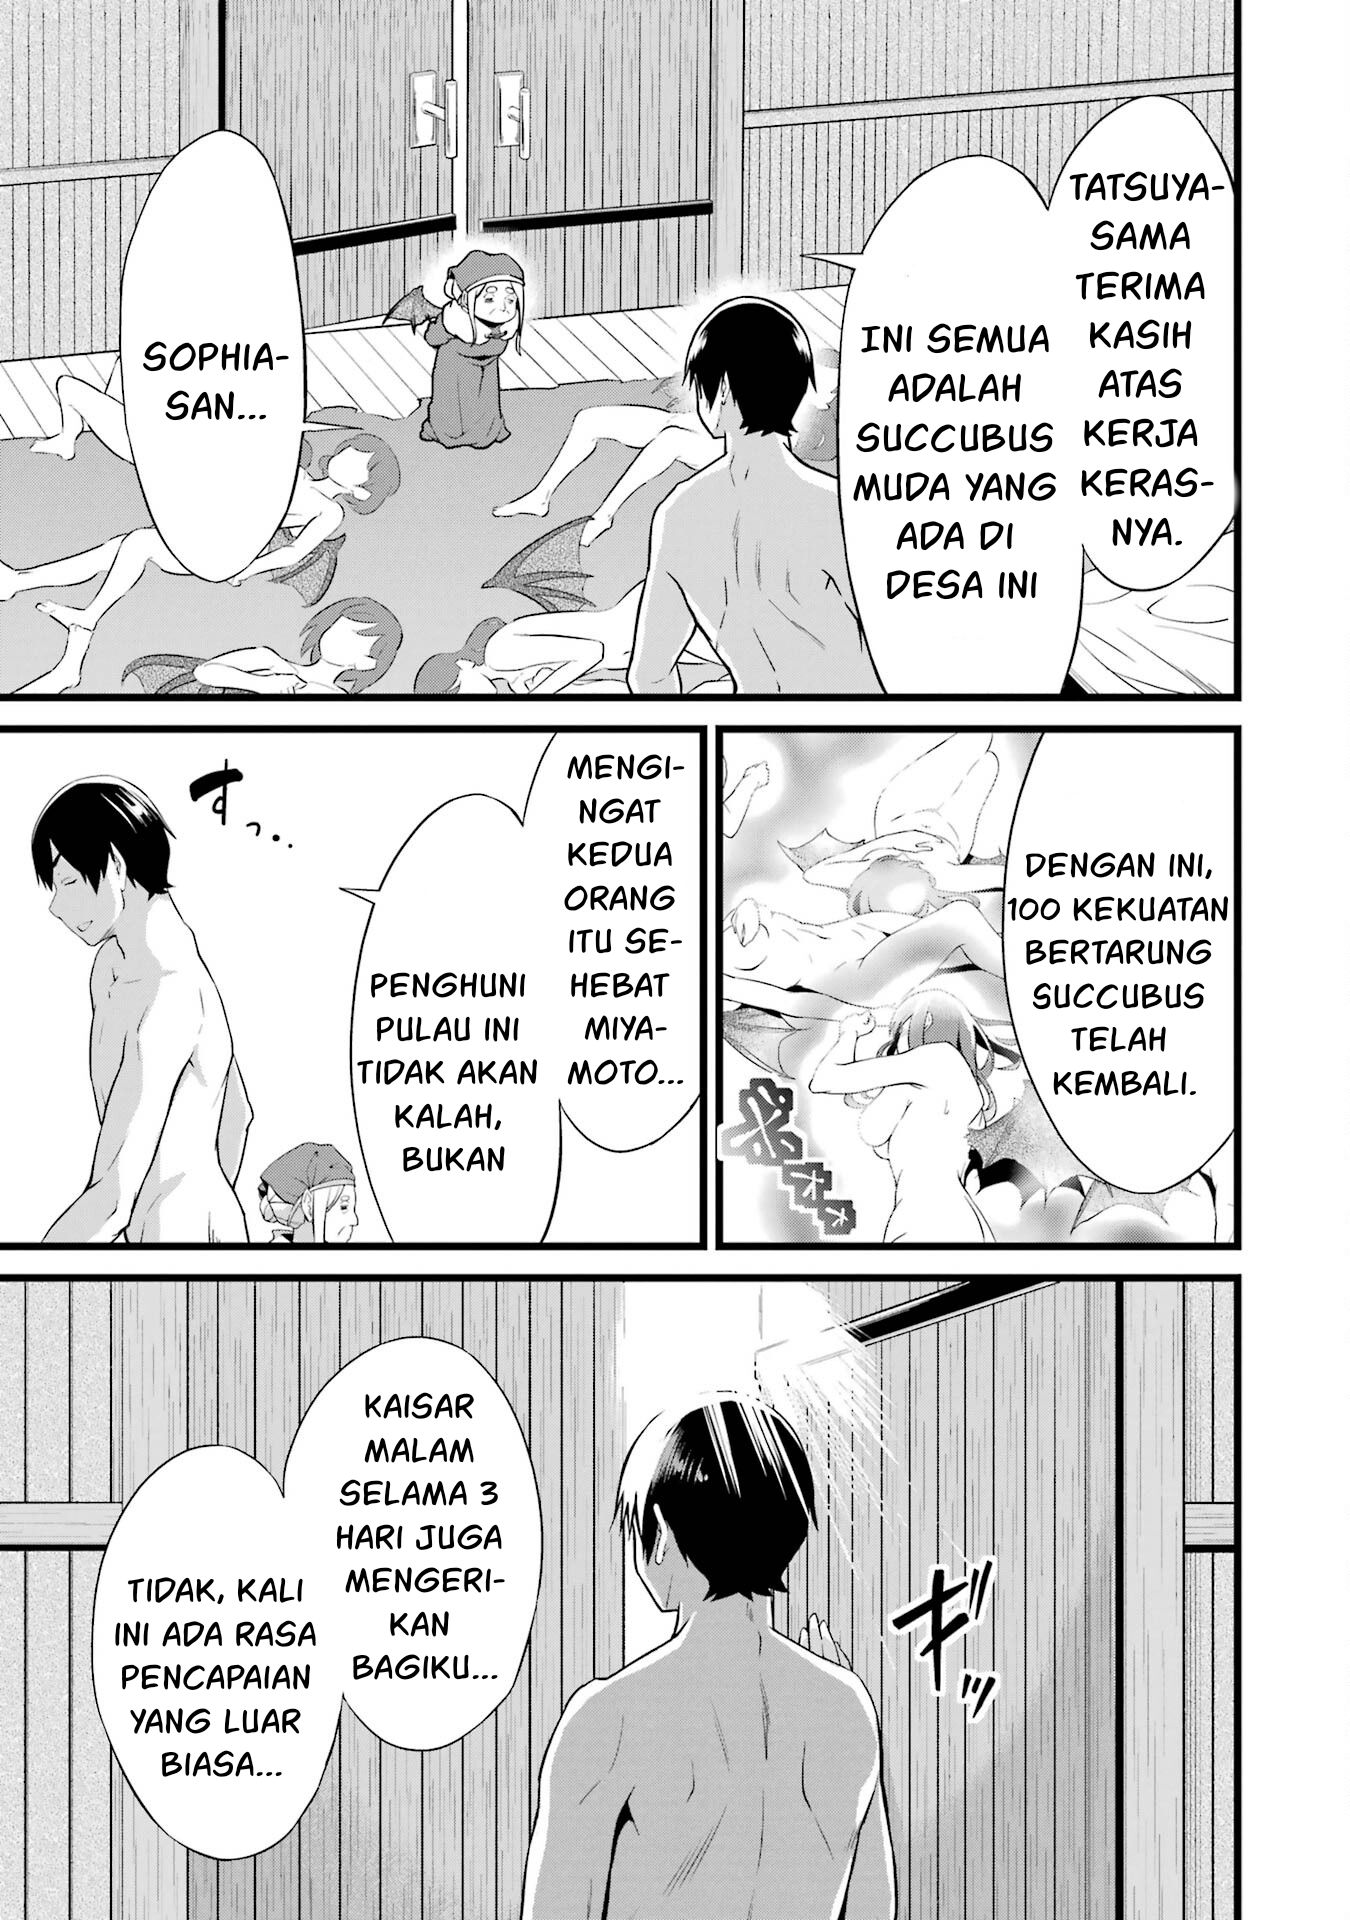 TATSUYA-
SAMA
TERIMA
KASIH
ATAS
KERJA
KERAS-
NYA.
INI SEMUA
ADALAH
SUCCUBUS
MUDA YANG
ADA DI
DESA INI
SOPHIA-
SAN...
DENGAN INI,
100 KEKUATAN
BERTARUNG
SUCCUBUS
TELAH
KEMBALI.
MENGI-
NGAT
KEDUA
ORANG
ITU SE-
HEBAT
MIYA-
MOTO...
PENGHUNI
PULAU INI
TIDAK AKAN
KALAH,
BUKAN
すっ..
KAISAR
MALAM
SELAMA 3
HARI JUGA
MENGERI-
KAN
BAGIKU...
TIDAK, KALI
INI ADA RASA
PENCAPAIAN
YANG LUAR
BIASA...
ギッ